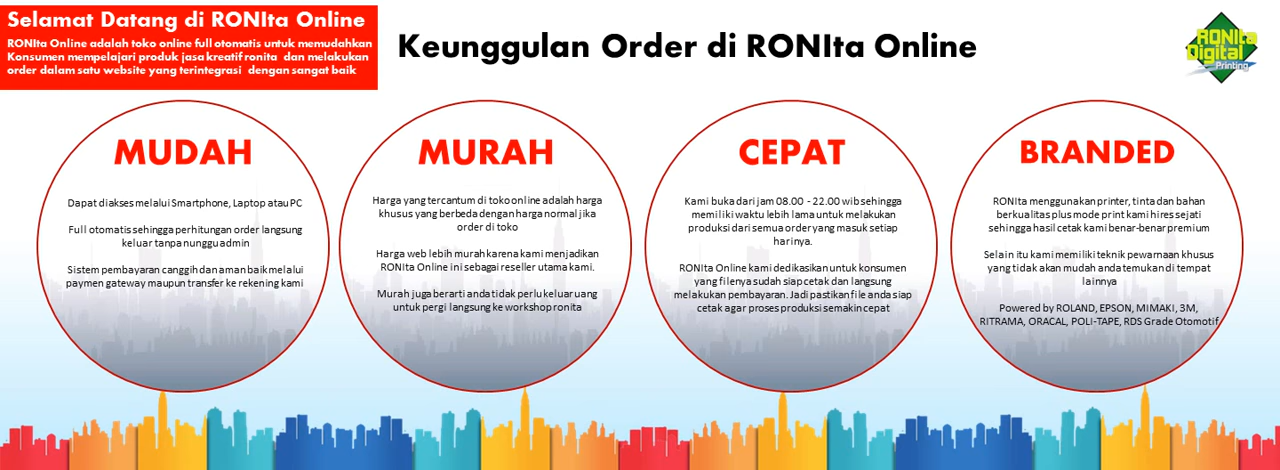 Selamat Datang di RONIta Online
RONIta Online adalah toko online full otomatis untuk memudahkan
Konsumen mempelajari produk jasa kreatif ronita dan melakukan
order dalam satu website yang terintegrasi dengan sangat baik
Keunggulan Order di RONIta Online
RONIta
Digital
Printing
MUDAH
Dapat diakses melalui Smartphone, Laptop atau PC
Full otomatis sehingga perhitungan order langsung
keluar tanpa nunggu admin
Sistem pembayaran canggih dan aman baik melalui
paymen gateway maupun transfer ke rekening kami
MURAH
Harga yang tercantum di toko online adalah harga
khusus yang berbeda dengan harga normal jika
order di toko
Harga web lebih murah karena kami menjadikan
RONIta Online ini sebagai reseller utama kami.
Murah juga berarti anda tidak perlu keluar uang
untuk pergi langsung ke workshop ronita
CEPAT
Kami buka dari jam 08.00 - 22.00 wib sehingga
memiliki waktu lebih lama untuk melakukan
produksi dari semua order yang masuk setiap
harinya.
RONIta Online kami dedikasikan untuk konsumen
yang filenya sudah siap cetak dan langsung
melakukan pembayaran. Jadi pastikan file anda siap
cetak agar proses produksi semakin cepat
BRANDED
RONIta menggunakan printer, tinta dan bahan
berkualitas plus mode print kami hires sejati
sehingga hasil cetak kami benar-benar premium
Selain itu kami memiliki teknik pewarnaan khusus
yang tidak akan mudah anda temukan di tempat
lainnya
Powered by ROLAND, EPSON, MIMAKI, 3M,
RITRAMA, ORACAL, POLI-TAPE, RDS Grade Otomotif